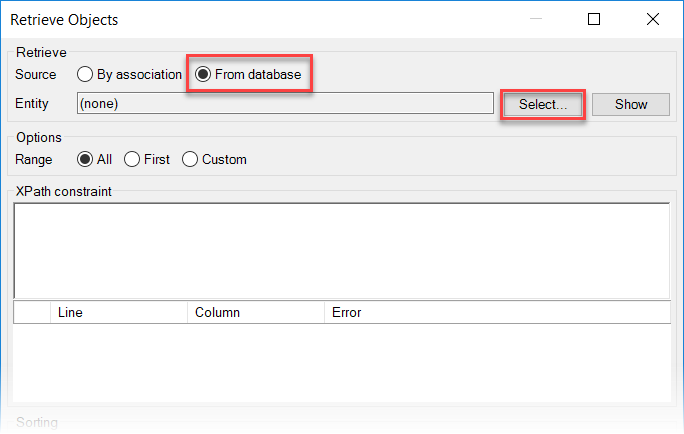 Retrieve Objects
Retrieve
Source By association From database
Entity (none) Select... Show
Options
Range All First Custom
XPath constraint
Line Column Error
Sorting